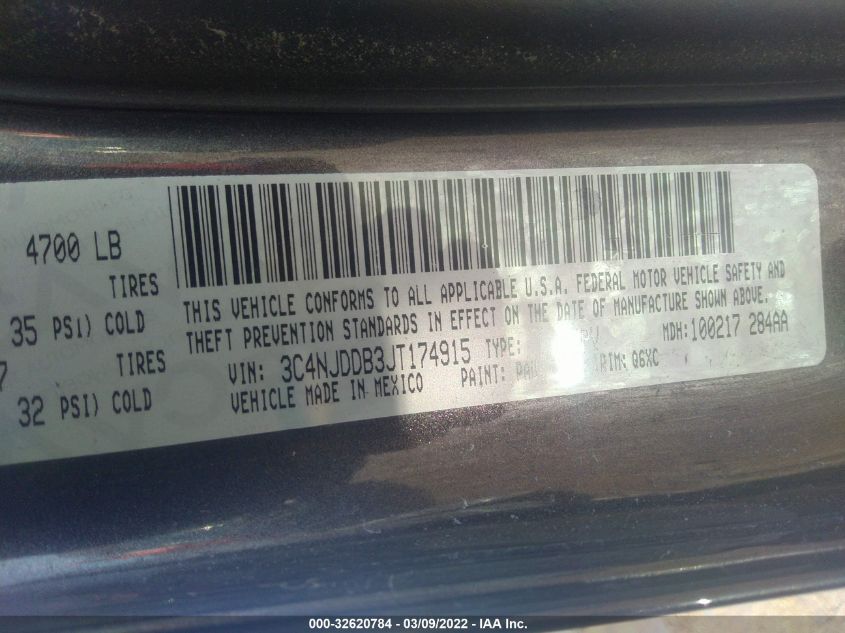 4700 LB
TIRES
35 PSI) COLD
7 TIRES
32 PSI) COLD
THIS VEHICLE CONFORMS TO ALL APPLICABLE U.S.A. FEDERAL MOTOR VEHICLE SAFETY AND
THEFT PREVENTION STANDARDS IN EFFECT ON THE DATE OF MANUFACTURE SHOWN ABOVE.
VIN: 3C4NJDDB3JT174915 TYPE: MDH:100217 284AA
VEHICLE MADE IN MEXICO PAINT: TRIM: Q6XC
000-32620784 - 03/09/2022 - IAA Inc.